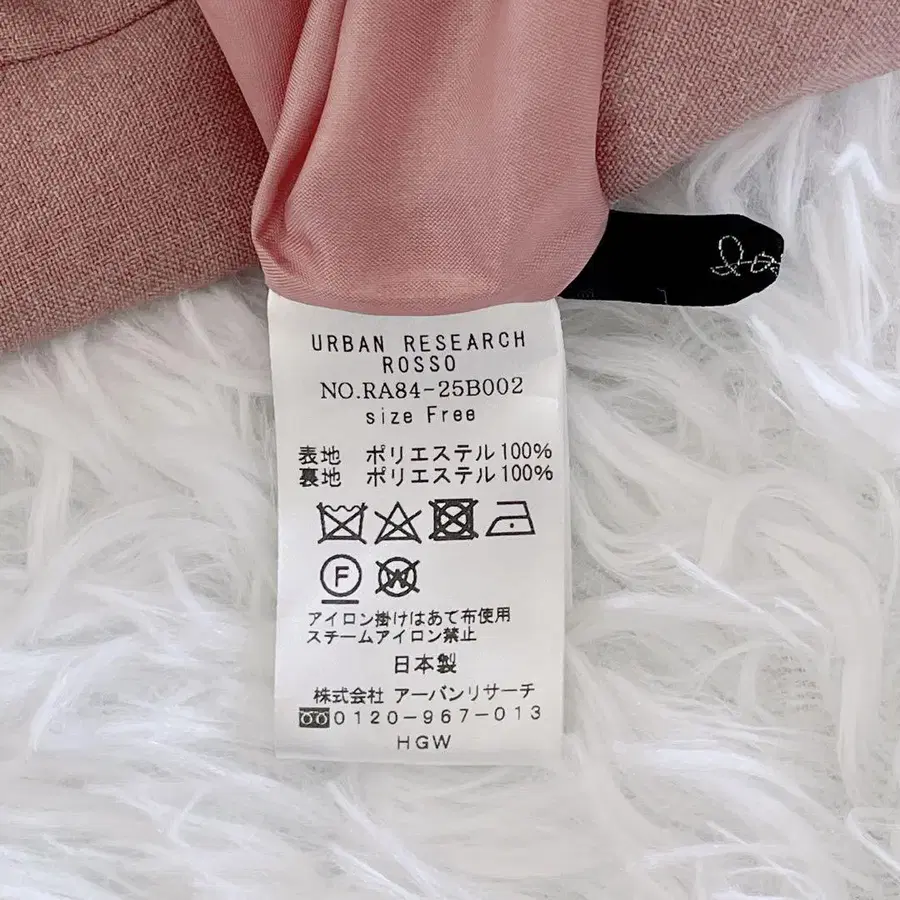 URBAN RESEARCH
ROSSO
NO.RA84-25B002
size Free
表地 ポリエステル100%
裏地 ポリエステル100%
F W
アイロン掛けはあて布使用
スチームアイロン禁止
日本製
株式会社 アーバンリサーチ
0120-967-013
HGW